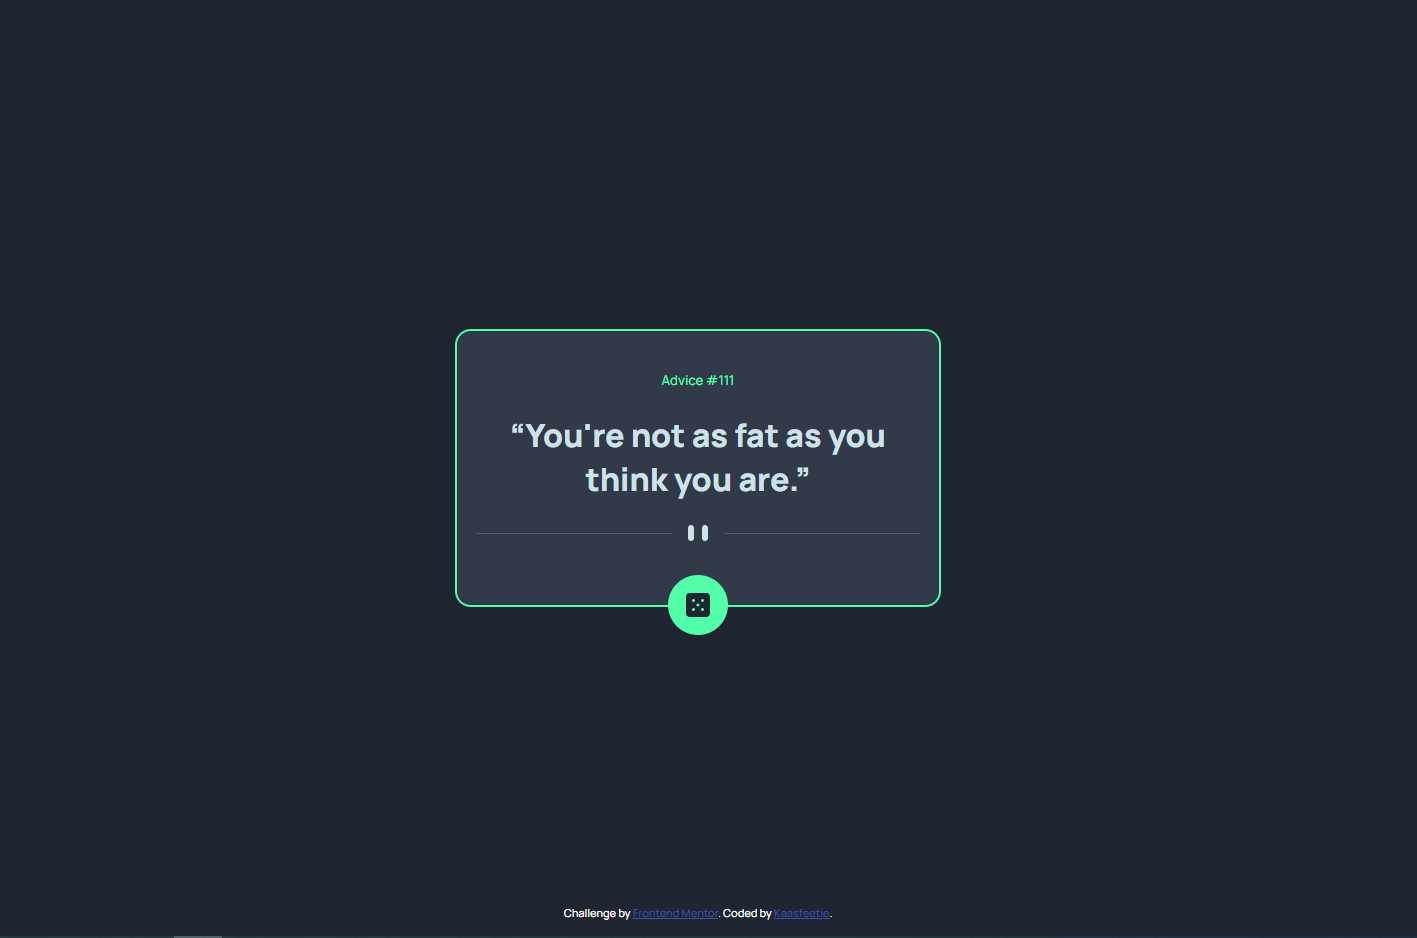 Advice #111
“You're not as fat as you
think you are.”
Challenge by Frontend Mentor. Coded by Kaasfeetje.